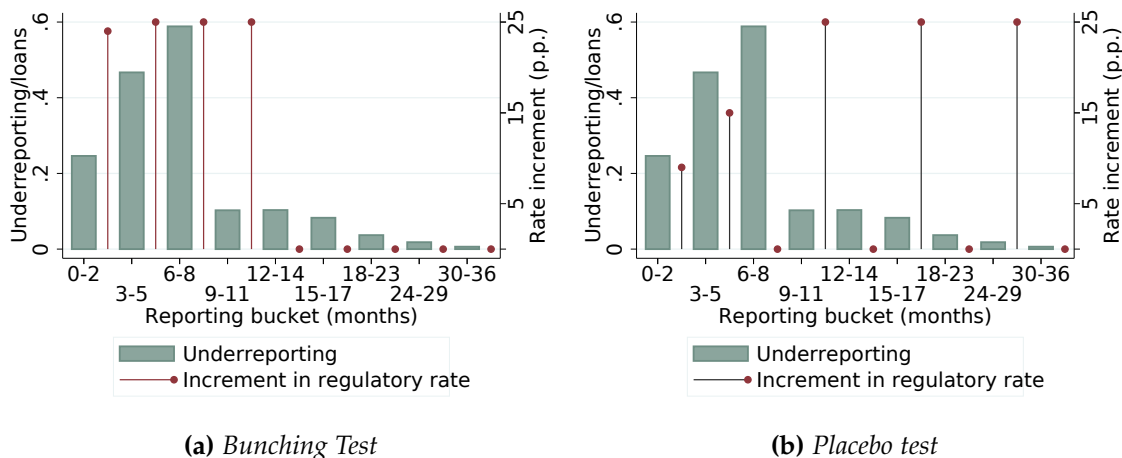 Underreporting/loans
0 .2 .4 .6
Rate increment (p.p.)
5 15 25
0-2 6-8 12-14 18-23 30-36
3-5 9-11 15-17 24-29
Reporting bucket (months)
Underreporting
Increment in regulatory rate
(a) Bunching Test
Underreporting/loans
0 .2 .4 .6
Rate increment (p.p.)
5 15 25
0-2 6-8 12-14 18-23 30-36
3-5 9-11 15-17 24-29
Reporting bucket (months)
Underreporting
Increment in regulatory rate
(b) Placebo test